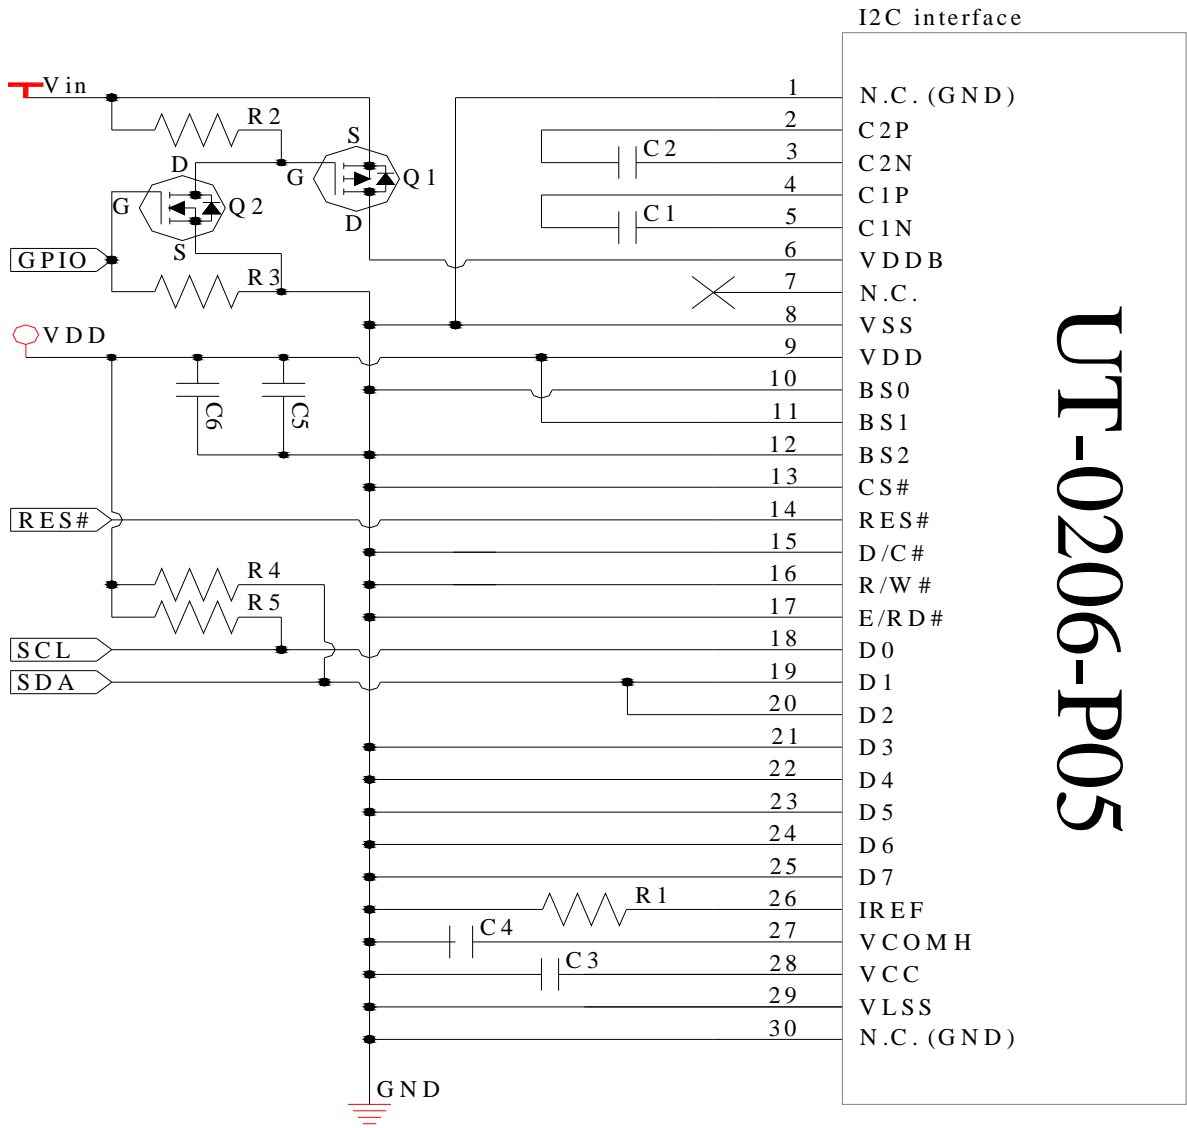 I2C interface
Vin
R2
S
G
Q1
D
D
G
Q2
S
GPIO
R3
VDD
C6
C5
RES#
R4
R5
SCL
SDA
C2
C1
R1
C4
C3
GND
1 N.C. (GND)
2 C2P
3 C2N
4 C1P
5 C1N
6 VDDB
7 N.C.
8 VSS
9 VDD
10 BS0
11 BS1
12 BS2
13 CS#
14 RES#
15 D/C#
16 R/W#
17 E/RD#
18 D0
19 D1
20 D2
21 D3
22 D4
23 D5
24 D6
25 D7
26 IREF
27 VCOMH
28 VCC
29 VLSS
30 N.C. (GND)
UT-0206-P05